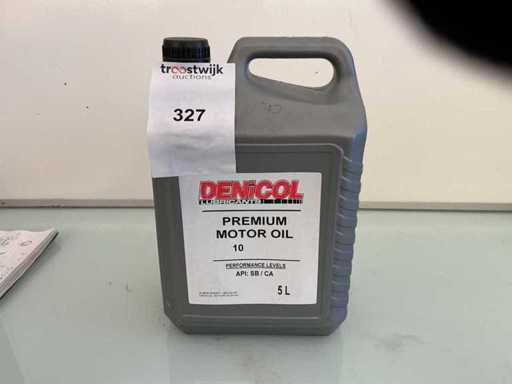 troostwijk
auctions
327
DENICOL
LUBRICANTS
PREMIUM
MOTOR OIL
10
PERFORMANCE LEVELS
API: SB / CA
5 L